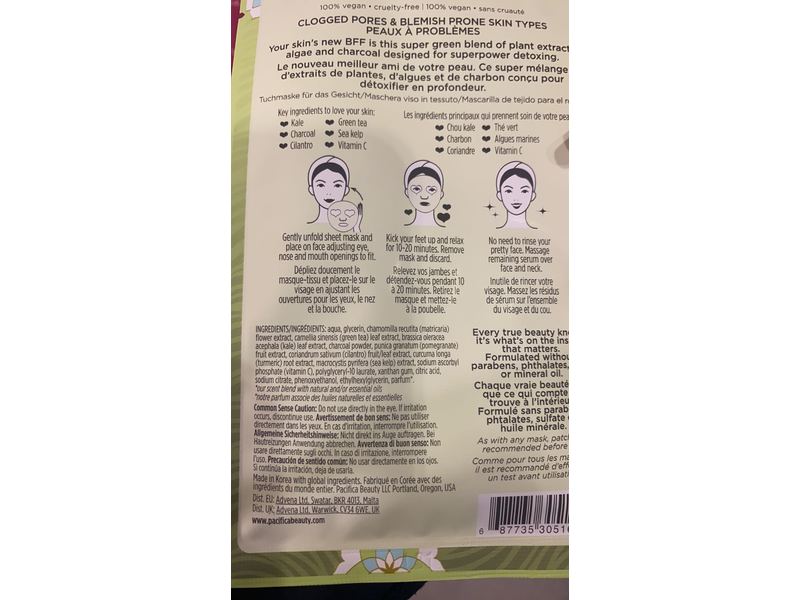 100% vegan • cruelty-free | 100% vegan • sans cruauté
CLOGGED PORES & BLEMISH PRONE SKIN TYPES
PEAUX À PROBLÈMES
Your skin's new BFF is this super green blend of plant extract
algae and charcoal designed for superpower detoxing.
Le nouveau meilleur ami de votre peau. Ce super mélange
d'extraits de plantes, d'algues et de charbon conçu pour
détoxifier en profondeur.
Tuchmaske für das Gesicht/Maschera viso in tessuto/Mascarilla de tejido para el
Key ingredients to love your skin:
❤ Kale ❤ Green tea
❤ Charcoal ❤ Sea kelp
❤ Cilantro ❤ Vitamin C
Les ingrédients principaux qui prennent soin de votre pea
❤ Chou kale ❤ Thé vert
❤ Charbon ❤ Algues marines
❤ Coriandre ❤ Vitamin C
Gently unfold sheet mask and
place on face adjusting eye,
nose and mouth openings to fit.
Dépliez doucement le
masque-tissu et placez-le sur le
visage en ajustant les
ouvertures pour les yeux, le nez
et la bouche.
Kick your feet up and relax
for 10-20 minutes. Remove
mask and discard.
Relevez vos jambes et
détendez-vous pendant 10
à 20 minutes. Retirez le
masque et mettez-le
à la poubelle.
No need to rinse your
pretty face. Massage
remaining serum over
face and neck.
Inutile de rincer votre
visage. Massez les résidus
de sérum sur l'ensemble
du visage et du cou.
INGREDIENTS/INGRÉDIENTS: aqua, glycerin, chamomilla recutita (matricaria)
flower extract, camellia sinensis (green tea) leaf extract, brassica oleracea
acephala (kale) leaf extract, charcoal powder, punica granatum (pomegranate)
fruit extract, coriandrum sativum (cilantro) fruit/leaf extract, curcuma longa
(turmeric) root extract, macrocystis pyrifera (sea kelp) extract, sodium ascorbyl
phosphate (vitamin C), polyglyceryl-10 laurate, xanthan gum, citric acid,
sodium citrate, phenoxyethanol, ethylhexylglycerin, parfum*.
*our scent blend with natural and/or essential oils
*notre parfum associe des huiles naturelles et essentielles
Common Sense Caution: Do not use directly in the eye. If irritation
occurs, discontinue use. Avertissement de bon sens: Ne pas utiliser
directement dans les yeux. En cas d'irritation, interrompre l'utilisation.
Allgemeine Sicherheitshinweise: Nicht direkt ins Auge auftragen. Bei
Hautreizungen Anwendung abbrechen. Avvertenza di buon senso: Non
usare direttamente sugli occhi. In caso di irritazione, interrompere
l'uso. Precaución de sentido común: No usar directamente en los ojos.
Si continúa la irritación, deja de usarla.
Made in Korea with global ingredients. Fabriqué en Corée avec des
ingrédients du monde entier. Pacifica Beauty LLC Portland, Oregon, USA
Dist. EU: Advena Ltd. Swatar, BKR 4013, Malta
Dist. UK: Advena Ltd. Warwick, CV34 6WE, UK
www.pacificabeauty.com
Every true beauty kn
it's what's on the ins
that matters.
Formulated withou
parabens, phthalates,
or mineral oil.
Chaque vraie beauté
que ce qui compte
trouve à l'intérieu
Formulé sans parab
phtalates, sulfate
huile minérale.
As with any mask, patc
recommended before
Comme pour tous les ma
il est recommandé d'effe
un test avant utilisati
6 87735 3051